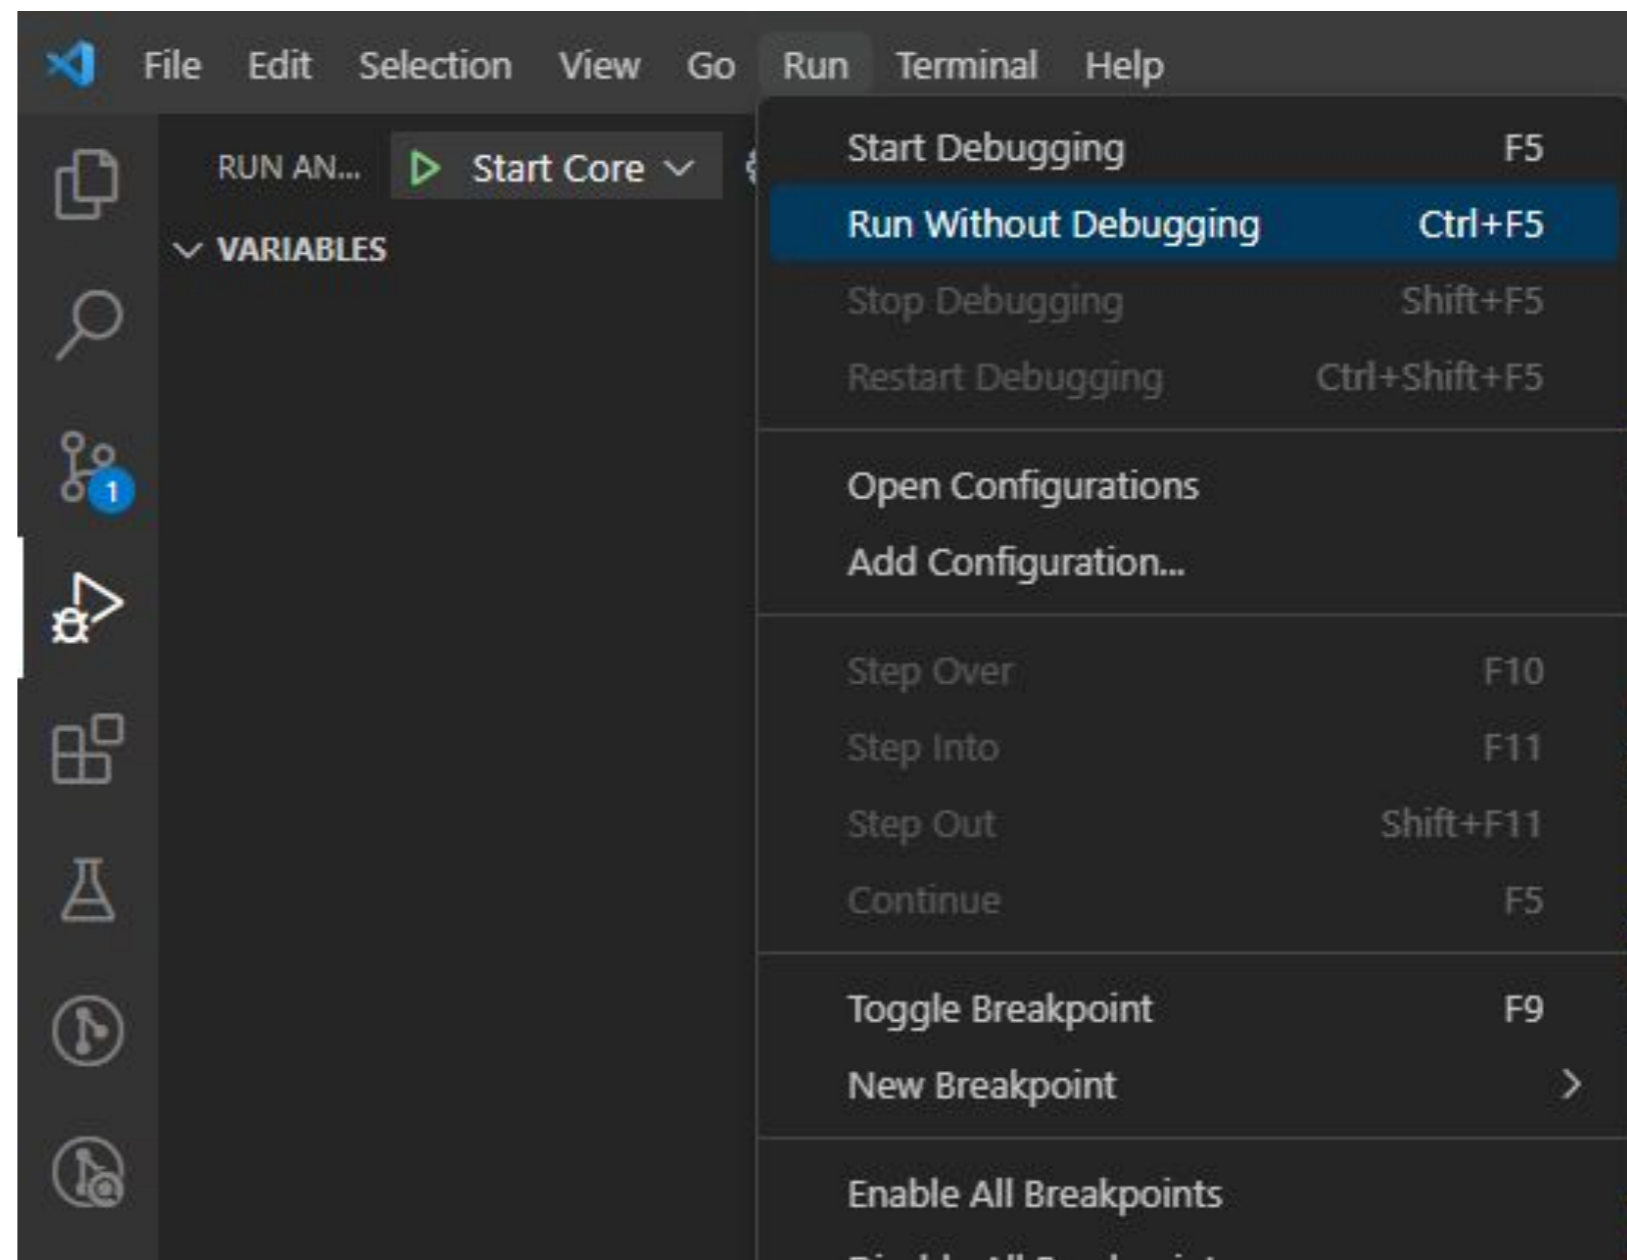 File Edit Selection View Go Run Terminal Help
RUN AN... Start Core
VARIABLES
1
Start Debugging F5
Run Without Debugging Ctrl+F5
Stop Debugging Shift+F5
Restart Debugging Ctrl+Shift+F5
Open Configurations
Add Configuration...
Step Over F10
Step Into F11
Step Out Shift+F11
Continue F5
Toggle Breakpoint F9
New Breakpoint
Enable All Breakpoints